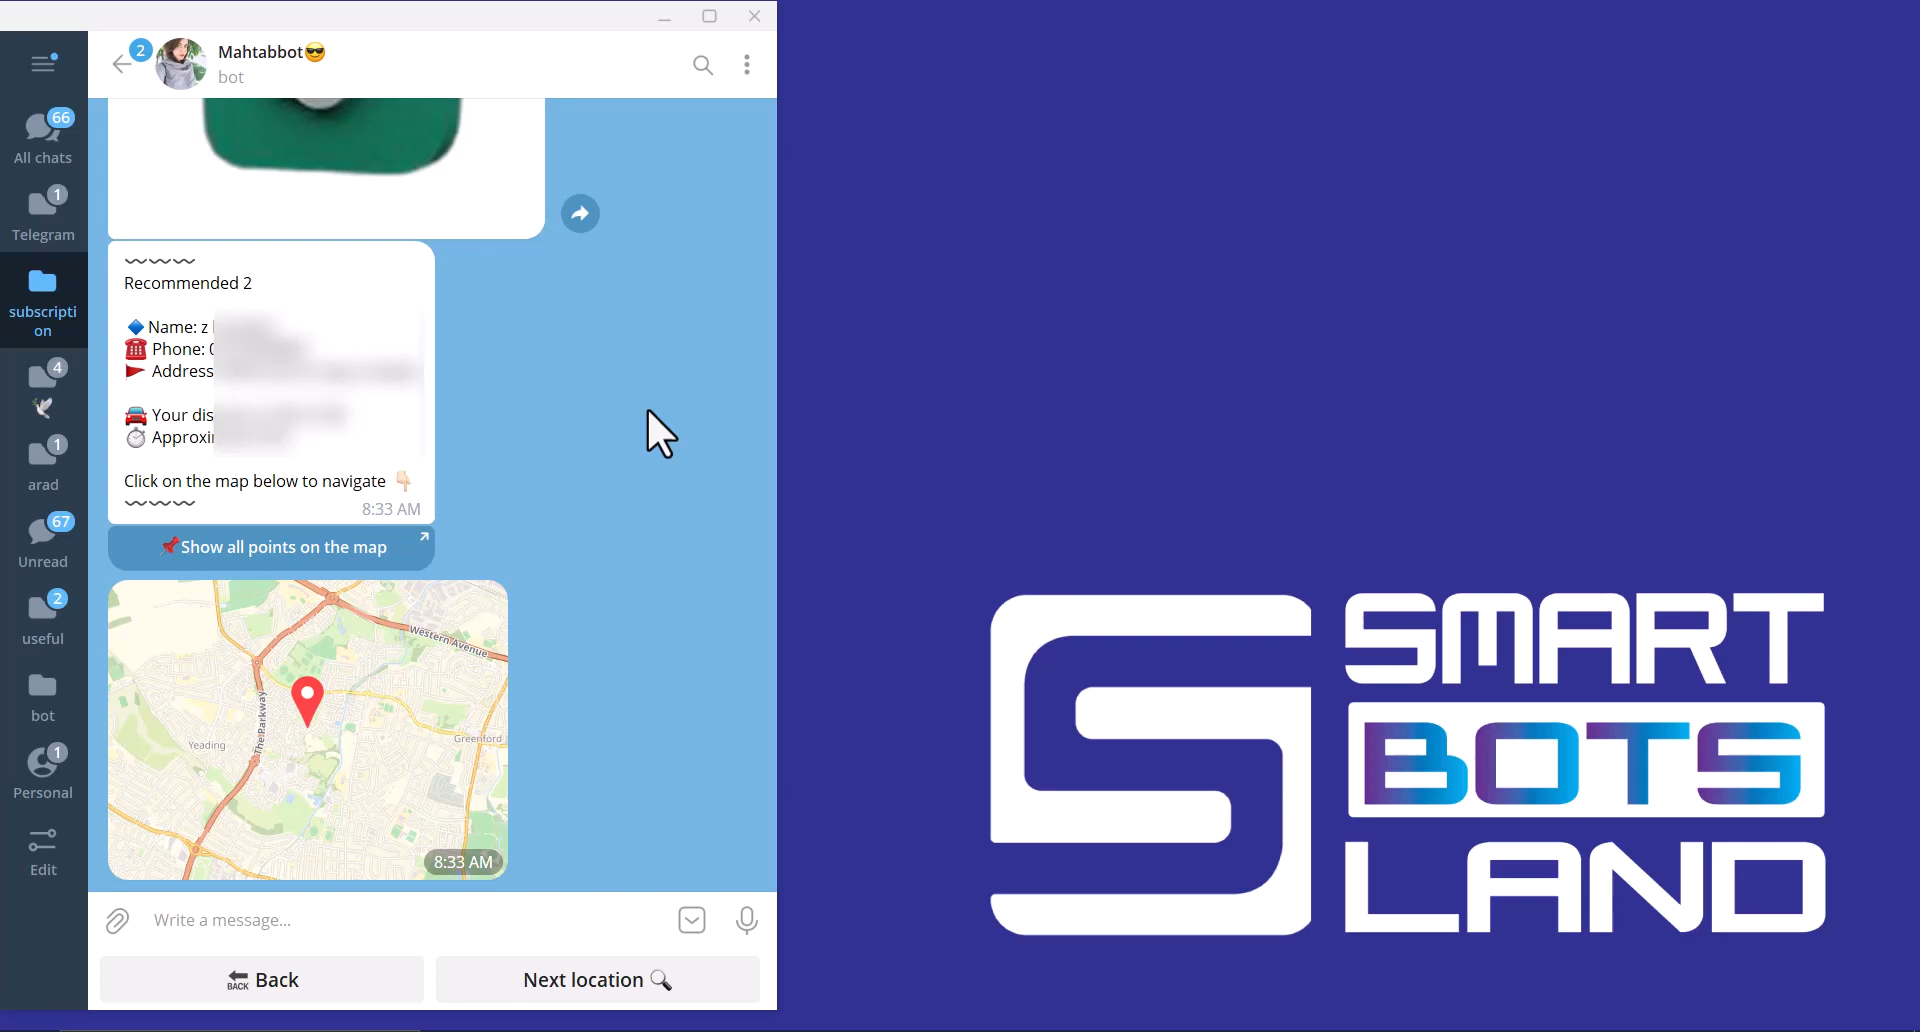 2
Mahtabbot😎
bot
66
All chats
1
Telegram
subscripti
on
4
1
arad
67
Unread
2
useful
bot
1
Personal
Edit
Recommended 2
Name: z
Phone: 0
Address
Your dis
Click on the map below to navigate 👇🏻
8:33 AM
📌Show all points on the map
Western Avenue
The Parkway
Yeading
Greenford
8:33 AM
Write a message...
BACK Back
Next location 🔍
SMART
BOTS
LAND